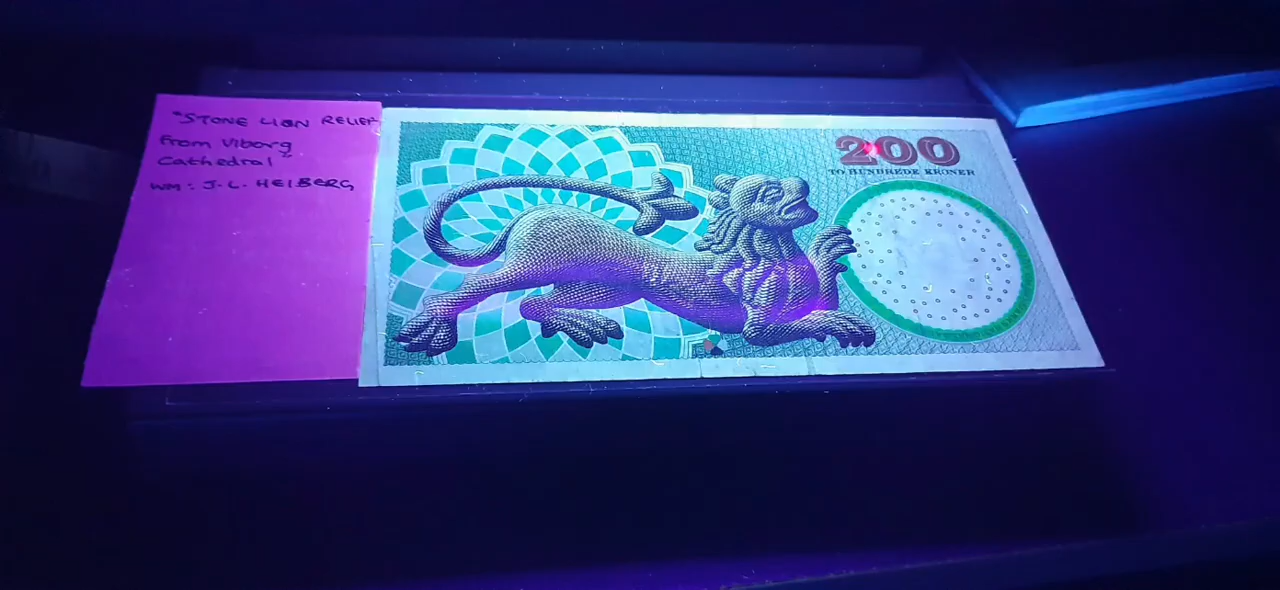 "STONE LION RELIEF
From Viborg
Cathedral"
WM: J.L. HEIBERG
200
TO HUNDREDE KRONER